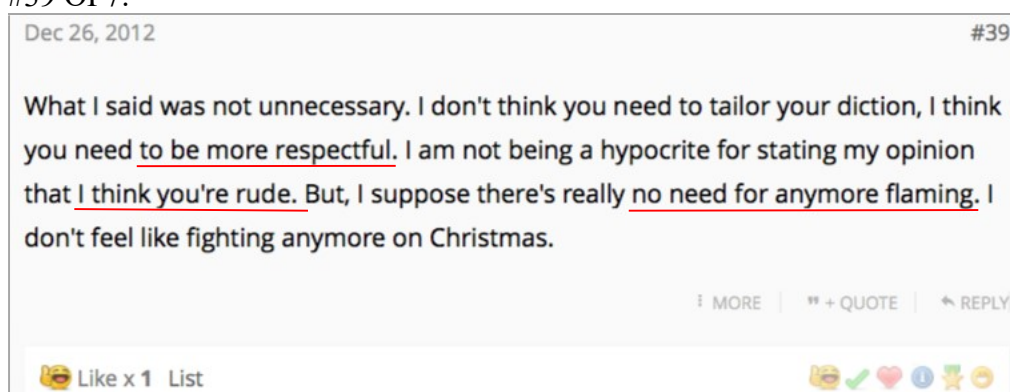 #39 OP7:
Dec 26, 2012 #39
What I said was not unnecessary. I don't think you need to tailor your diction, I think
you need to be more respectful. I am not being a hypocrite for stating my opinion
that I think you're rude. But, I suppose there's really no need for anymore flaming. I
don't feel like fighting anymore on Christmas.
MORE " + QUOTE REPLY
Like x 1 List